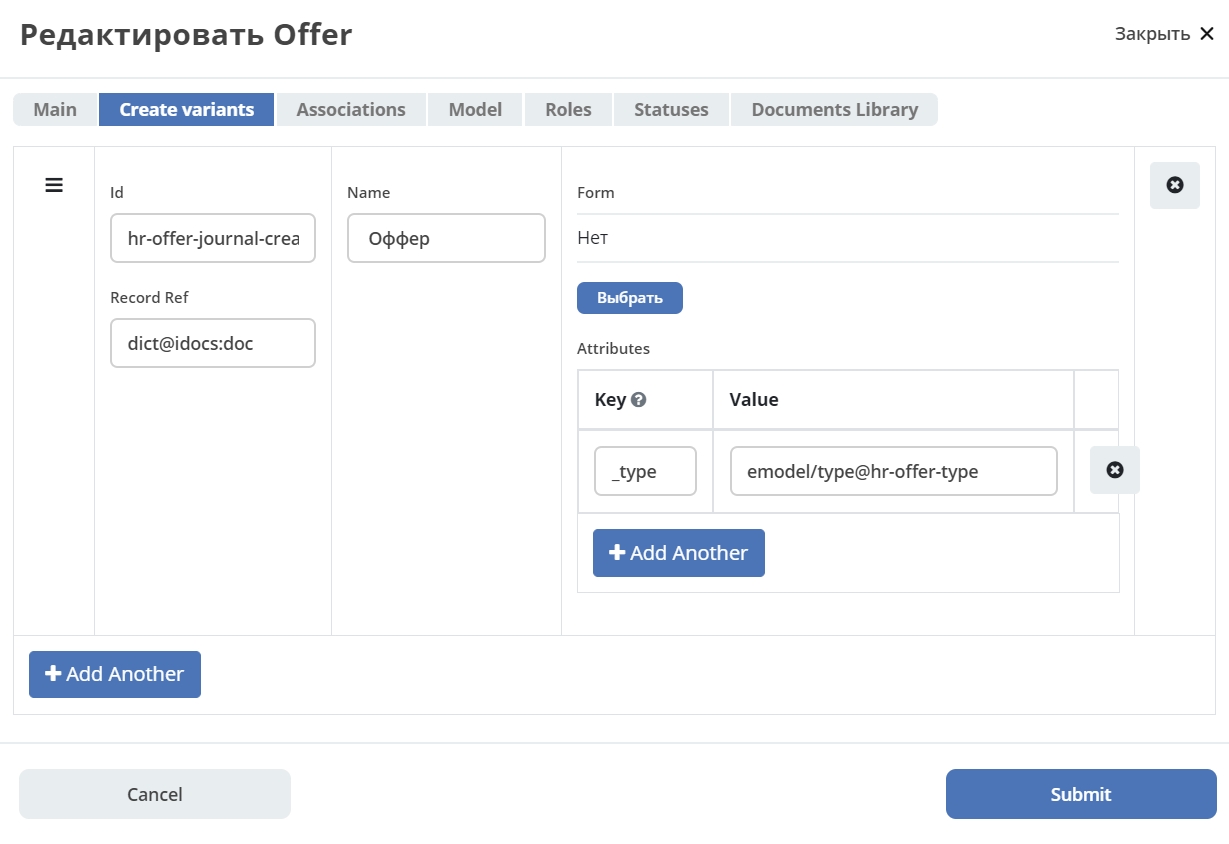 Редактировать Offer
Закрыть
Main
Create variants
Associations
Model
Roles
Statuses
Documents Library
Id
hr-offer-journal-crea
Record Ref
dict@idocs:doc
Name
Оффер
Form
Нет
Выбрать
Attributes
Key
Value
_type
emodel/type@hr-offer-type
Add Another
Add Another
Cancel
Submit